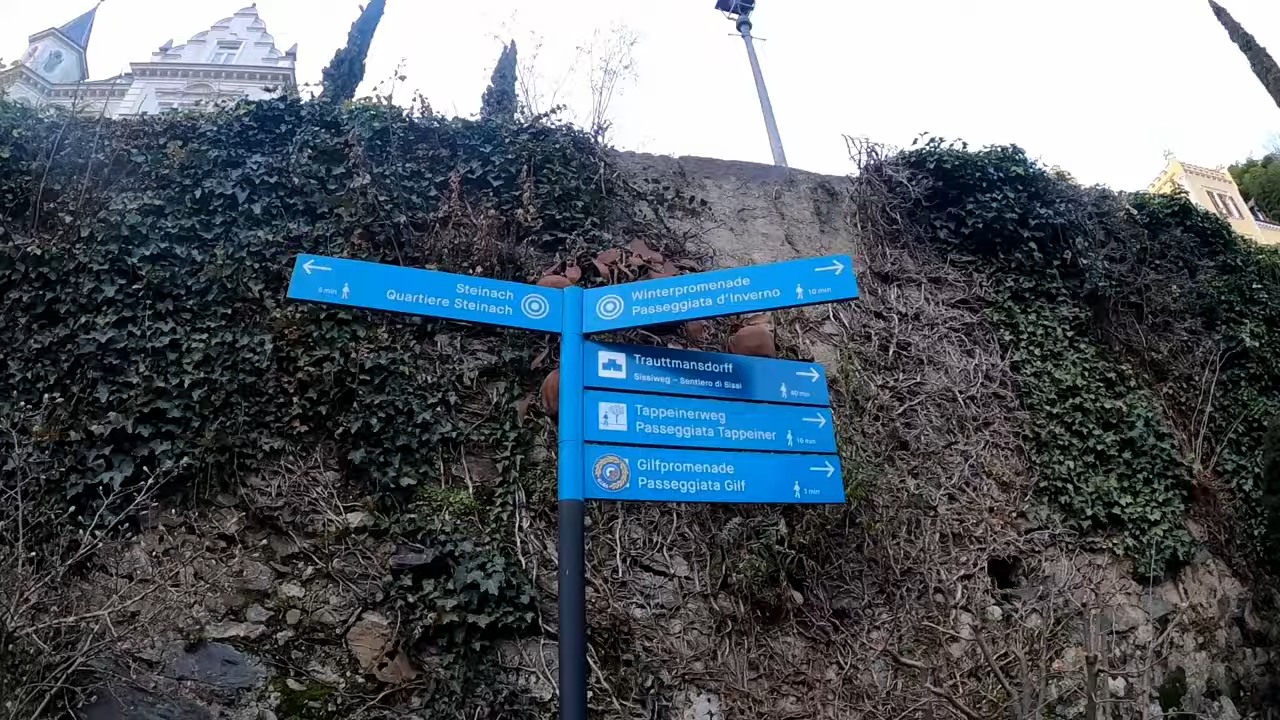 Steinach
Quartiere Steinach
Winterpromenade
Passeggiata d'Inverno
10 min
Trauttmansdorff
Sissiweg – Sentiero di Sissi
Tappeinerweg
Passeggiata Tappeiner
Gilfpromenade
Passeggiata Gilf